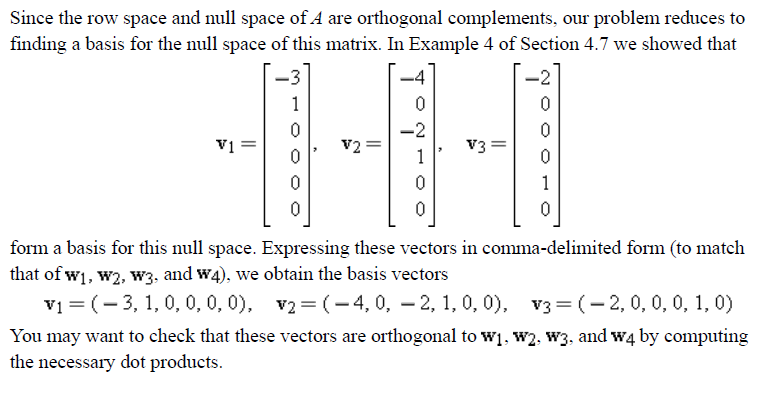 Since the row space and null space of A are orthogonal complements, our problem reduces to
finding a basis for the null space of this matrix. In Example 4 of Section 4.7 we showed that
v1 = [−3 1 0 0 0 0], v2 = [−4 0 −2 1 0 0], v3 = [−2 0 0 0 1 0]
form a basis for this null space. Expressing these vectors in comma-delimited form (to match
that of w1, w2, w3, and w4), we obtain the basis vectors
v1 = (− 3, 1, 0, 0, 0, 0), v2 = (− 4, 0, − 2, 1, 0, 0), v3 = (− 2, 0, 0, 0, 1, 0)
You may want to check that these vectors are orthogonal to w1, w2, w3, and w4 by computing
the necessary dot products.